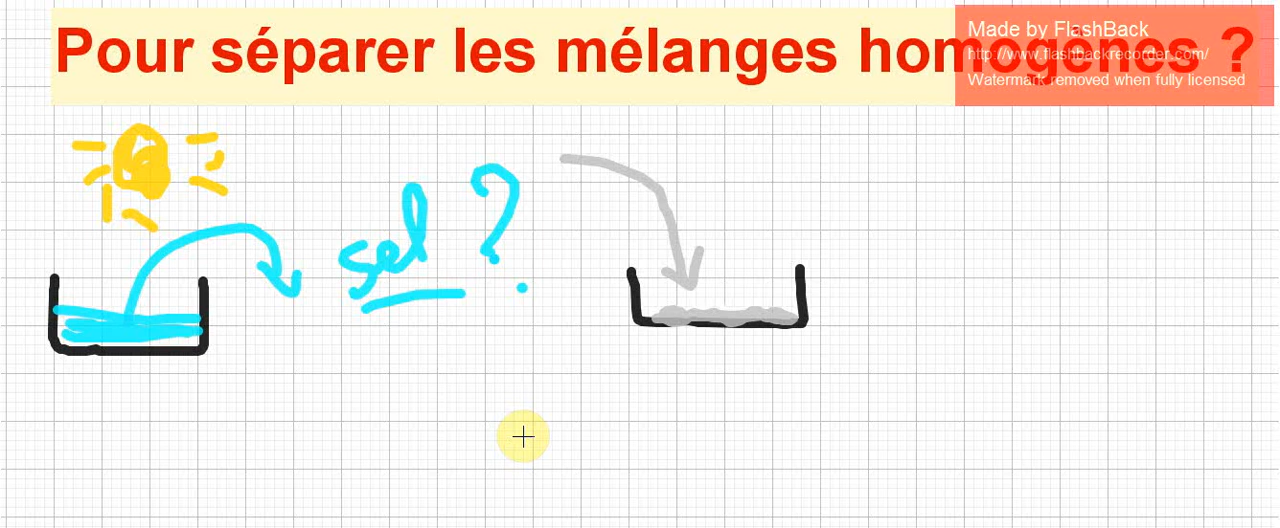 Pour séparer les mélanges homogènes ?
Made by FlashBack
http://www.flashbackrecorder.com/
Watermark removed when fully licensed
sel ?